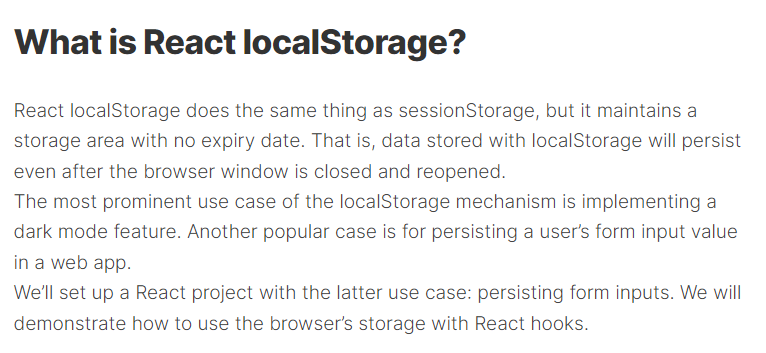 What is React localStorage?
React localStorage does the same thing as sessionStorage, but it maintains a
storage area with no expiry date. That is, data stored with localStorage will persist
even after the browser window is closed and reopened.
The most prominent use case of the localStorage mechanism is implementing a
dark mode feature. Another popular case is for persisting a user’s form input value
in a web app.
We’ll set up a React project with the latter use case: persisting form inputs. We will
demonstrate how to use the browser’s storage with React hooks.